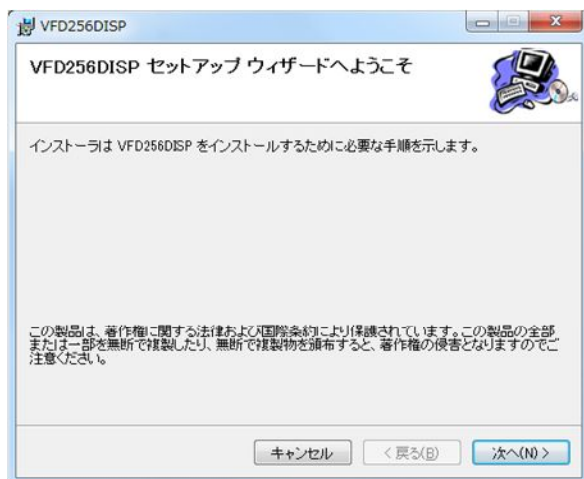 VFD256DISP
VFD256DISP セットアップ ウィザードへようこそ
インストーラは VFD256DISP をインストールするために必要な手順を示します。
この製品は、著作権に関する法律および国際条約により保護されています。この製品の全部
または一部を無断で複製したり、無断で複製物を頒布すると、著作権の侵害となりますのでご
注意ください。
キャンセル
< 戻る(B)
次へ(N) >